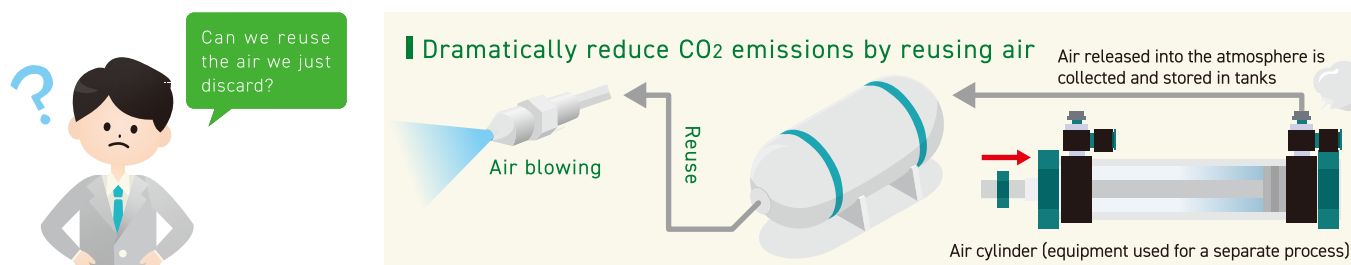 Can we reuse
the air we just
discard?
Dramatically reduce CO2 emissions by reusing air
Air released into the atmosphere is
collected and stored in tanks
Reuse
Air blowing
Air cylinder (equipment used for a separate process)